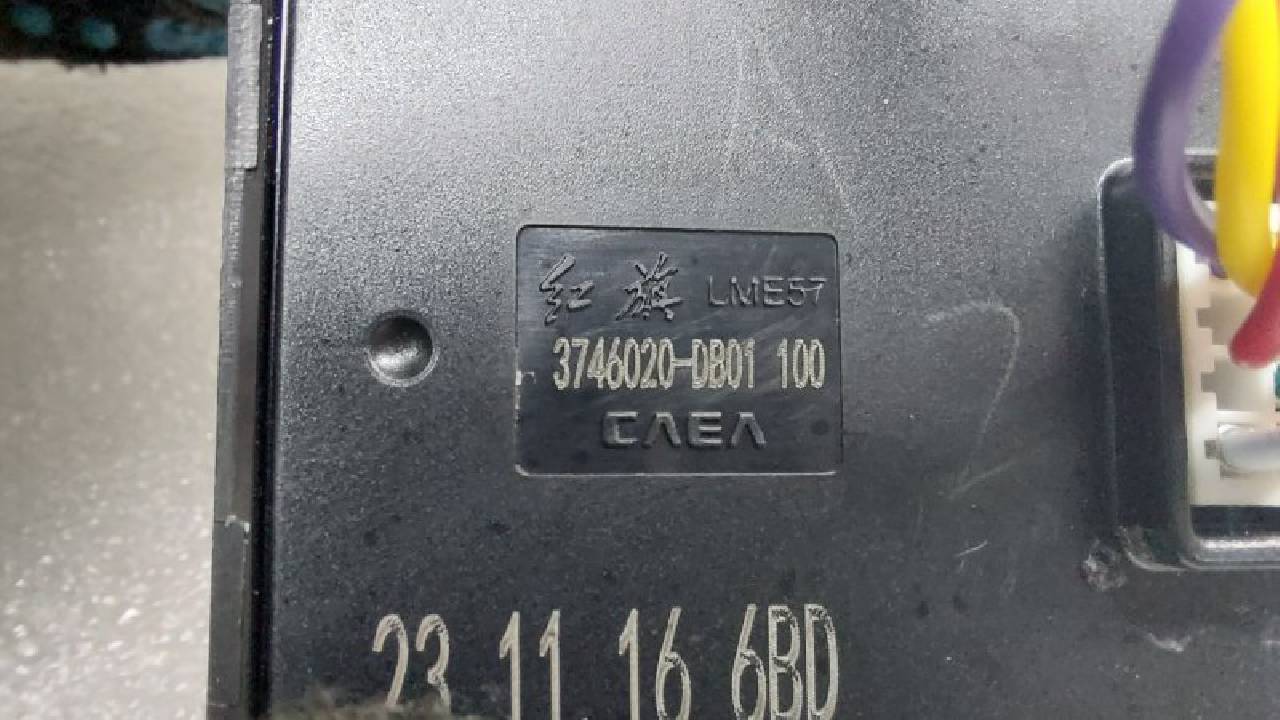 红旗 LME57
3746020-DB01 100
CAEA
23 11 16 6BD